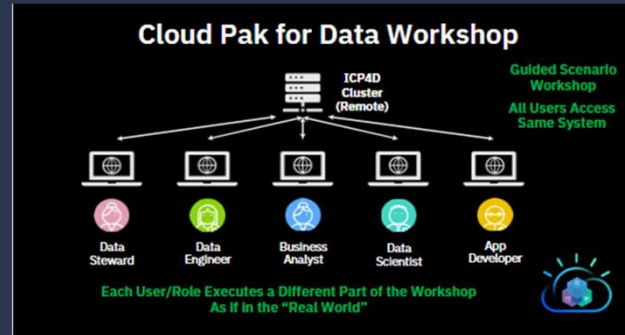 Cloud Pak for Data Workshop
ICP4D
Cluster
(Remote)
Guided Scenario
Workshop
All Users Access
Same System
Data
Steward
Data
Engineer
Business
Analyst
Data
Scientist
App
Developer
Each User/Role Executes a Different Part of the Workshop
As if in the “Real World”